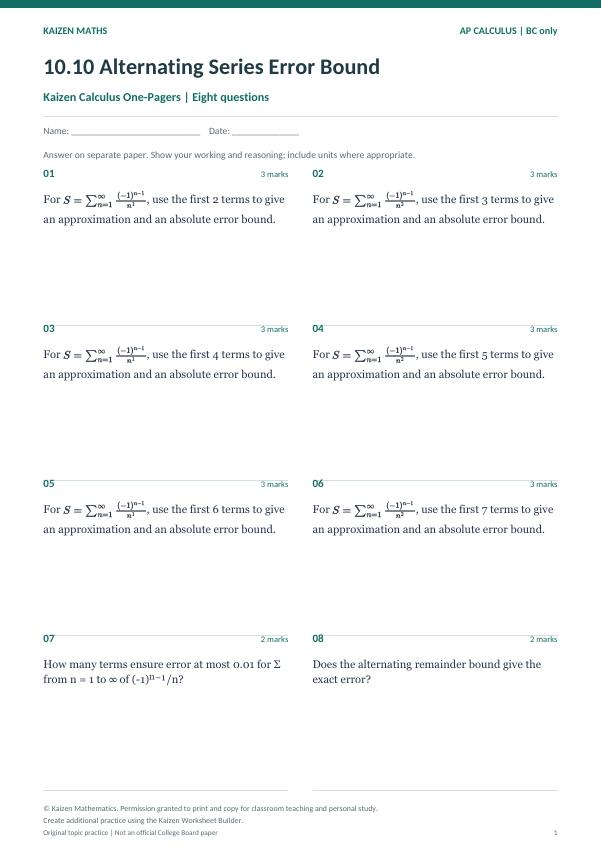 KAIZEN MATHS
AP CALCULUS | BC only
10.10 Alternating Series Error Bound
Kaizen Calculus One-Pagers | Eight questions
Name: ____________________________ Date: ______________
Answer on separate paper. Show your working and reasoning; include units where appropriate.
01 3 marks
For S = ∑_{n=1}^{∞} (-1)^{n-1}/n^1, use the first 2 terms to give
an approximation and an absolute error bound.
02 3 marks
For S = ∑_{n=1}^{∞} (-1)^{n-1}/n^2, use the first 3 terms to give
an approximation and an absolute error bound.
03 3 marks
For S = ∑_{n=1}^{∞} (-1)^{n-1}/n^1, use the first 4 terms to give
an approximation and an absolute error bound.
04 3 marks
For S = ∑_{n=1}^{∞} (-1)^{n-1}/n^2, use the first 5 terms to give
an approximation and an absolute error bound.
05 3 marks
For S = ∑_{n=1}^{∞} (-1)^{n-1}/n^1, use the first 6 terms to give
an approximation and an absolute error bound.
06 3 marks
For S = ∑_{n=1}^{∞} (-1)^{n-1}/n^2, use the first 7 terms to give
an approximation and an absolute error bound.
07 2 marks
How many terms ensure error at most 0.01 for Σ
from n = 1 to ∞ of (-1)^{n−1}/n?
08 2 marks
Does the alternating remainder bound give the
exact error?
© Kaizen Mathematics. Permission granted to print and copy for classroom teaching and personal study.
Create additional practice using the Kaizen Worksheet Builder.
Original topic practice | Not an official College Board paper
1